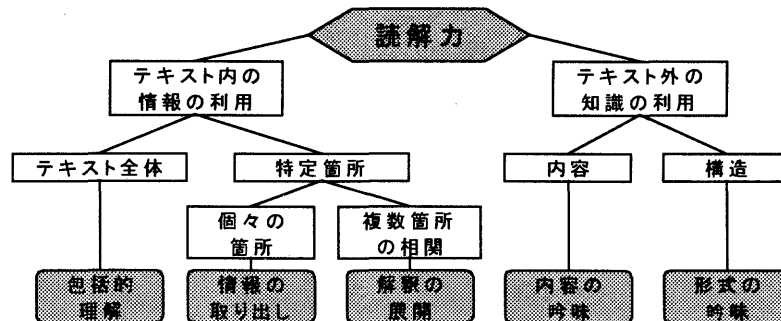 読解力
テキスト内の
情報の利用
テキスト外の
知識の利用
テキスト全体
特定箇所
内容
構造
個々の
箇所
複数箇所
の相関
包括的
理解
情報の
取り出し
解釈の
展開
内容の
吟味
形式の
吟味